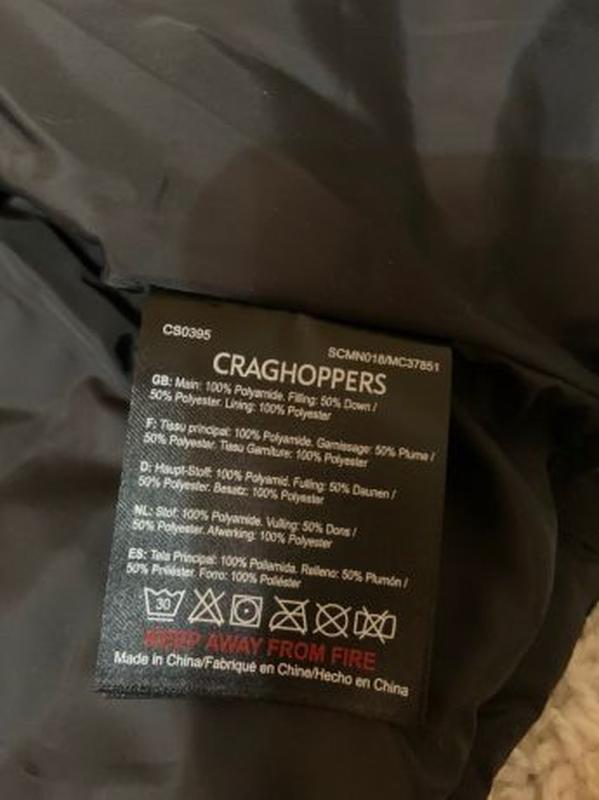 CS0395
SCMN018/MC37851
CRAGHOPPERS
GB: Main: 100% Polyamide. Filling: 50% Down /
50% Polyester. Lining: 100% Polyester
F: Tissu principal: 100% Polyamide. Garnissage: 50% Plume /
50% Polyester. Tissu Garniture: 100% Polyester
D: Haupt-Stoff: 100% Polyamid. Fullung: 50% Daunen /
50% Polyester. Besatz: 100% Polyester
NL: Stof: 100% Polyamide. Vulling: 50% Dons /
50% Polyester. Afwerking: 100% Polyester
ES: Tela Principal: 100% Poliamida. Relleno: 50% Plumón /
50% Poliéster. Forro: 100% Poliéster
30
KEEP AWAY FROM FIRE
Made in China/Fabriqué en Chine/Hecho en China